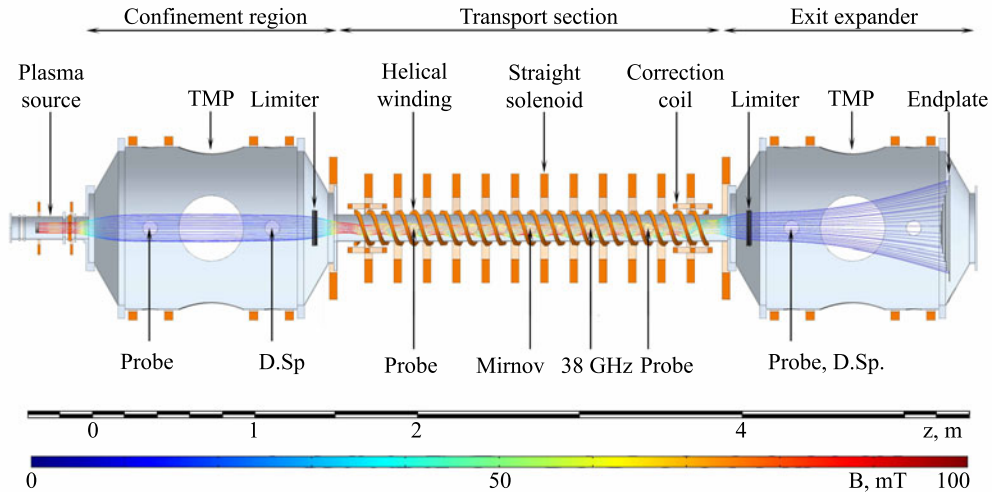 Confinement region
Transport section
Exit expander
Plasma
source
TMP
Limiter
Helical
winding
Straight
solenoid
Correction
coil
Limiter
TMP
Endplate
Probe
D.Sp
Probe
Mirnov
38 GHz
Probe
Probe, D.Sp.
0
1
2
4
z, m
0
50
B, mT
100